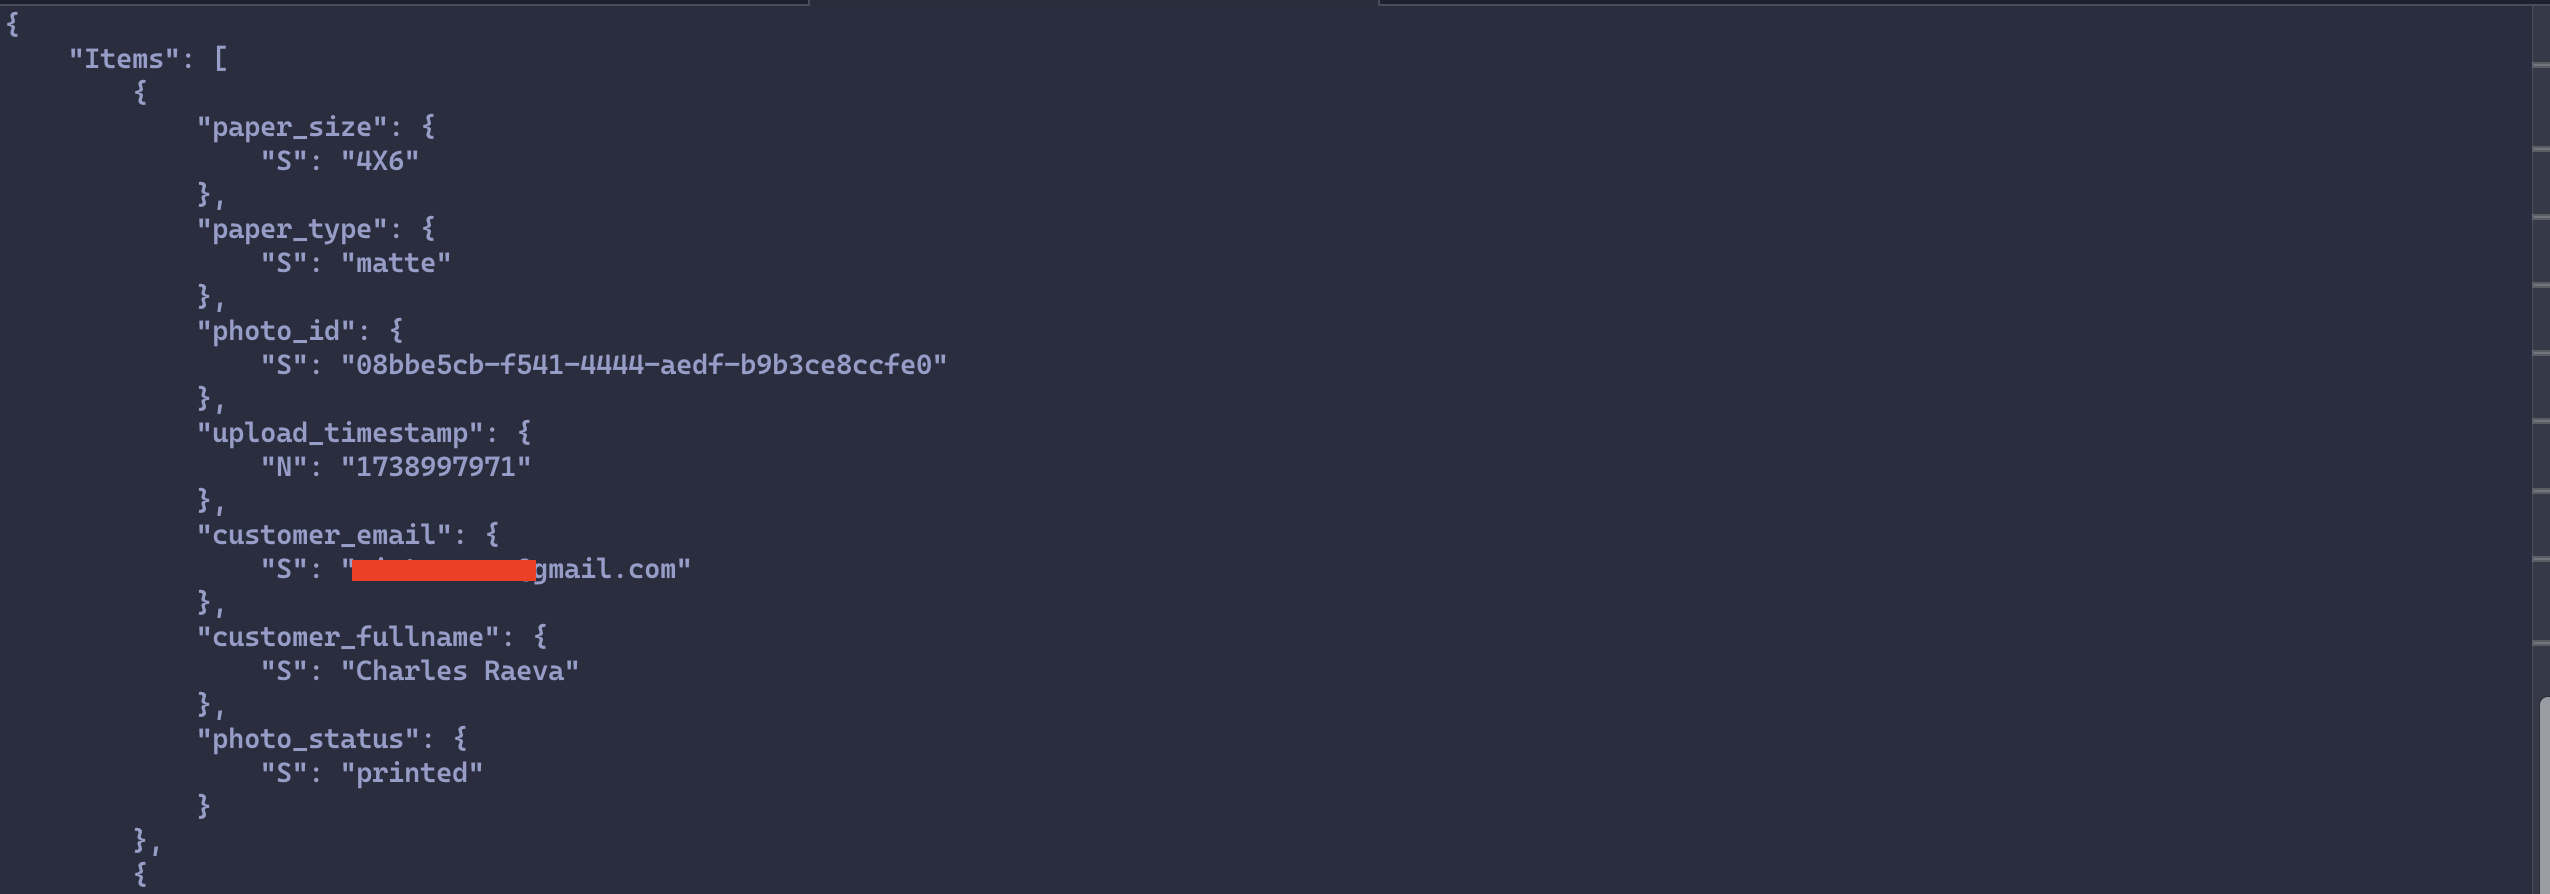 {
    "Items": [
        {
            "paper_size": {
                "S": "4X6"
            },
            "paper_type": {
                "S": "matte"
            },
            "photo_id": {
                "S": "08bbe5cb-f541-4444-aedf-b9b3ce8ccfe0"
            },
            "upload_timestamp": {
                "N": "1738997971"
            },
            "customer_email": {
                "S": "gmail.com"
            },
            "customer_fullname": {
                "S": "Charles Raeva"
            },
            "photo_status": {
                "S": "printed"
            }
        },
        {